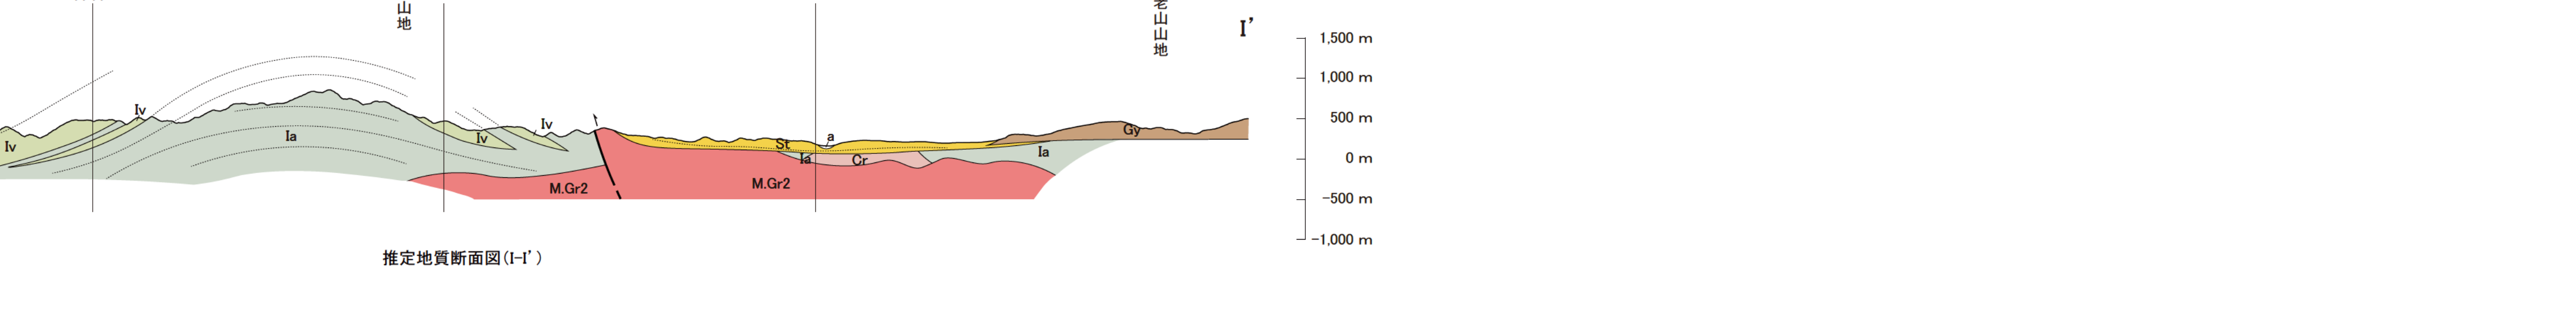 山地
老山山地
I’
1,500 m
1,000 m
500 m
0 m
−500 m
−1,000 m
Iv
Iv
Ia
Iv
Iv
M.Gr2
St
a
Ia
Cr
M.Gr2
Ia
Gy
推定地質断面図(I-I’)